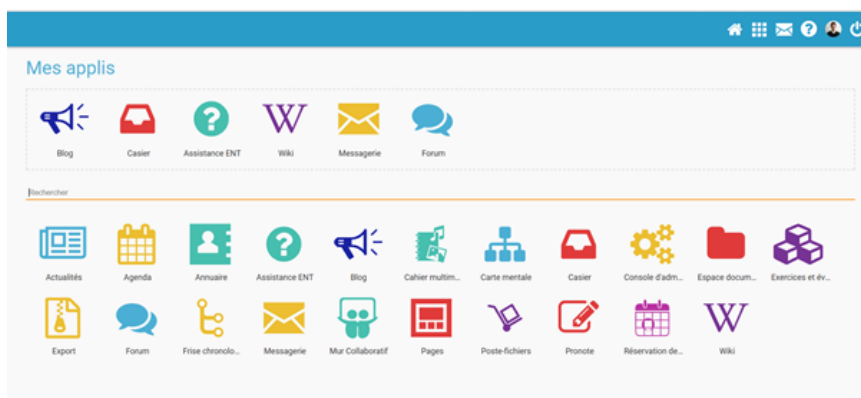 Mes applis
Blog Casier Assistance ENT Wiki Messagerie Forum
Rechercher
Actualités Agenda Annuaire Assistance ENT Blog Cahier multim... Carte mentale Casier Console d'adm... Espace docum... Exercices et év...
Export Forum Frise chronolo... Messagerie Mur Collaboratif Pages Poste-fichiers Pronote Réservation de... Wiki